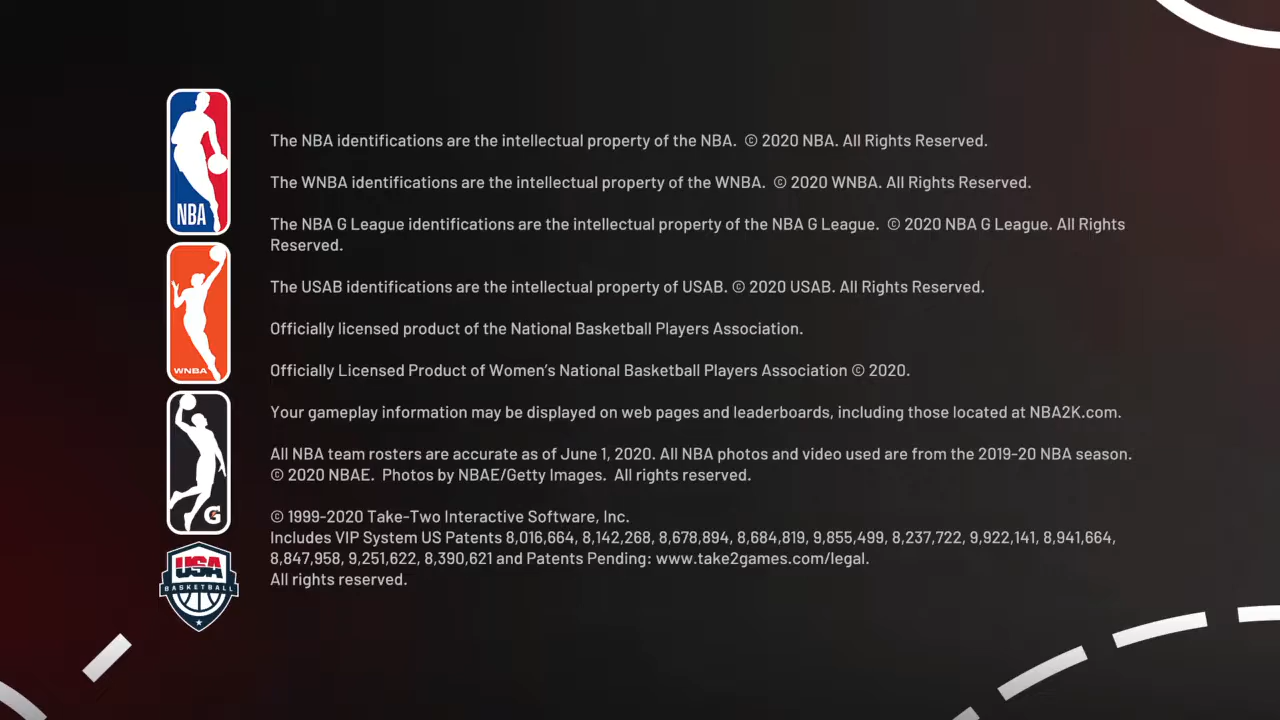 NBA
The NBA identifications are the intellectual property of the NBA.  © 2020 NBA. All Rights Reserved.
The WNBA identifications are the intellectual property of the WNBA.  © 2020 WNBA. All Rights Reserved.
The NBA G League identifications are the intellectual property of the NBA G League.  © 2020 NBA G League. All Rights
Reserved.
WNBA
The USAB identifications are the intellectual property of USAB. © 2020 USAB. All Rights Reserved.
Officially licensed product of the National Basketball Players Association.
Officially Licensed Product of Women’s National Basketball Players Association © 2020.
Your gameplay information may be displayed on web pages and leaderboards, including those located at NBA2K.com.
G
All NBA team rosters are accurate as of June 1, 2020. All NBA photos and video used are from the 2019-20 NBA season.
© 2020 NBAE.  Photos by NBAE/Getty Images.  All rights reserved.
© 1999-2020 Take-Two Interactive Software, Inc.
Includes VIP System US Patents 8,016,664, 8,142,268, 8,678,894, 8,684,819, 9,855,499, 8,237,722, 9,922,141, 8,941,664,
8,847,958, 9,251,622, 8,390,621 and Patents Pending: www.take2games.com/legal.
All rights reserved.
USA
BASKETBALL